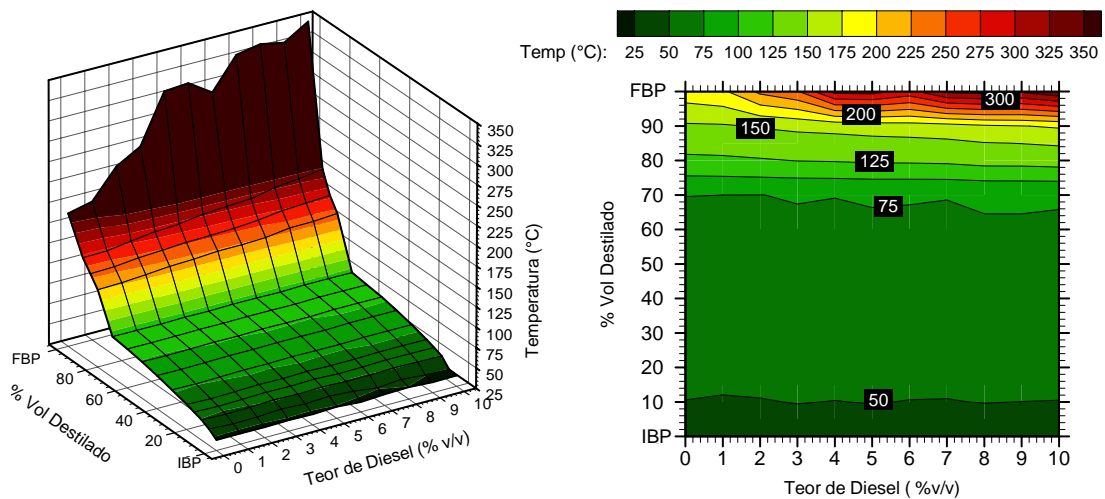 Temp (°C): 25 50 75 100 125 150 175 200 225 250 275 300 325 350
350
325
300
275
250
225
200
175
150
125
100
75
50
25
Temperatura (°C)
FBP
80
60
40
20
IBP
% Vol Destilado
0 1 2 3 4 5 6 7 8 9 10
Teor de Diesel (% v/v)
FBP
90
80
70
60
50
40
30
20
10
IBP
% Vol Destilado
300
200
150
125
75
50
0 1 2 3 4 5 6 7 8 9 10
Teor de Diesel ( %v/v)